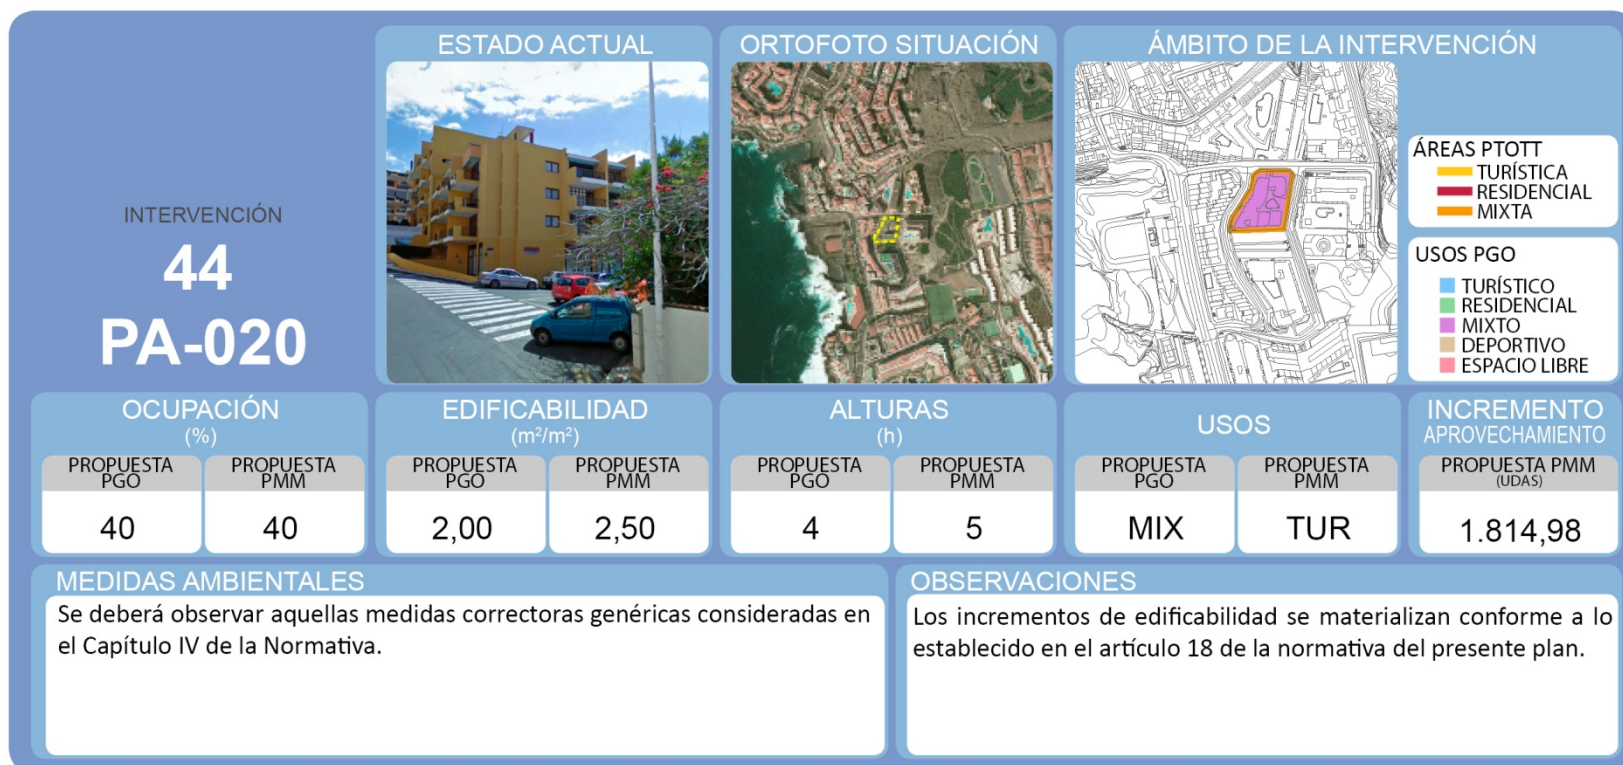 INTERVENCIÓN
44
PA-020
ESTADO ACTUAL
ORTOFOTO SITUACIÓN
ÁMBITO DE LA INTERVENCIÓN
ÁREAS PTOTT
TURÍSTICA
RESIDENCIAL
MIXTA
USOS PGO
TURÍSTICO
RESIDENCIAL
MIXTO
DEPORTIVO
ESPACIO LIBRE
OCUPACIÓN
(%)
PROPUESTA
PGO
PROPUESTA
PMM
40
40
EDIFICABILIDAD
(m²/m²)
PROPUESTA
PGO
PROPUESTA
PMM
2,00
2,50
ALTURAS
(h)
PROPUESTA
PGO
PROPUESTA
PMM
4
5
USOS
PROPUESTA
PGO
PROPUESTA
PMM
MIX
TUR
INCREMENTO
APROVECHAMIENTO
PROPUESTA PMM
(UDAS)
1.814,98
MEDIDAS AMBIENTALES
Se deberá observar aquellas medidas correctoras genéricas consideradas en
el Capítulo IV de la Normativa.
OBSERVACIONES
Los incrementos de edificabilidad se materializan conforme a lo
establecido en el artículo 18 de la normativa del presente plan.